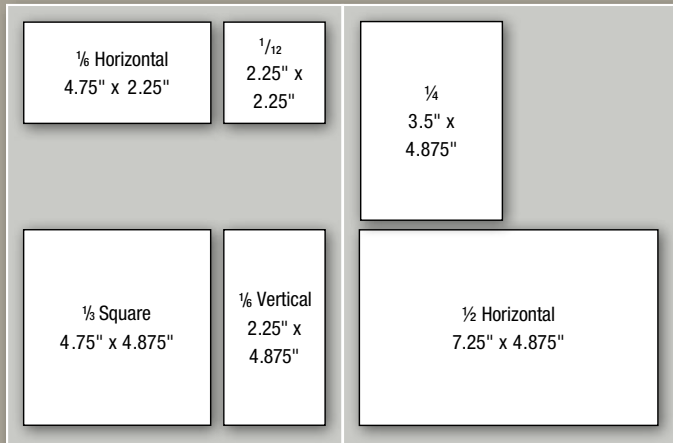 ⅙ Horizontal
4.75" x 2.25"
1/12
2.25" x
2.25"
¼
3.5" x
4.875"
⅓ Square
4.75" x 4.875"
⅙ Vertical
2.25" x
4.875"
½ Horizontal
7.25" x 4.875"